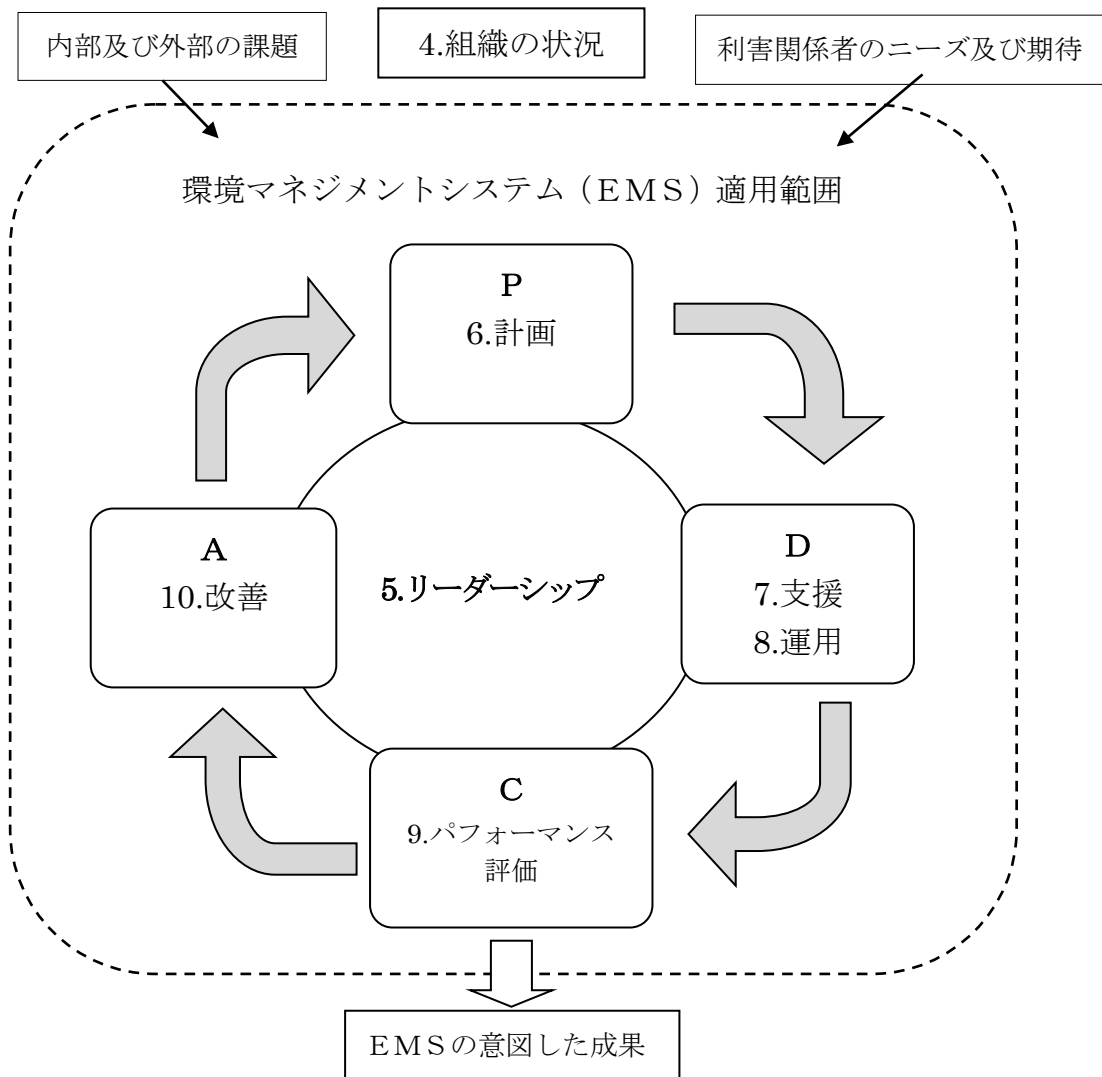 内部及び外部の課題
4.組織の状況
利害関係者のニーズ及び期待
環境マネジメントシステム（ＥＭＳ）適用範囲
P
6.計画
A
10.改善
5.リーダーシップ
D
7.支援
8.運用
C
9.パフォーマンス
評価
ＥＭＳの意図した成果